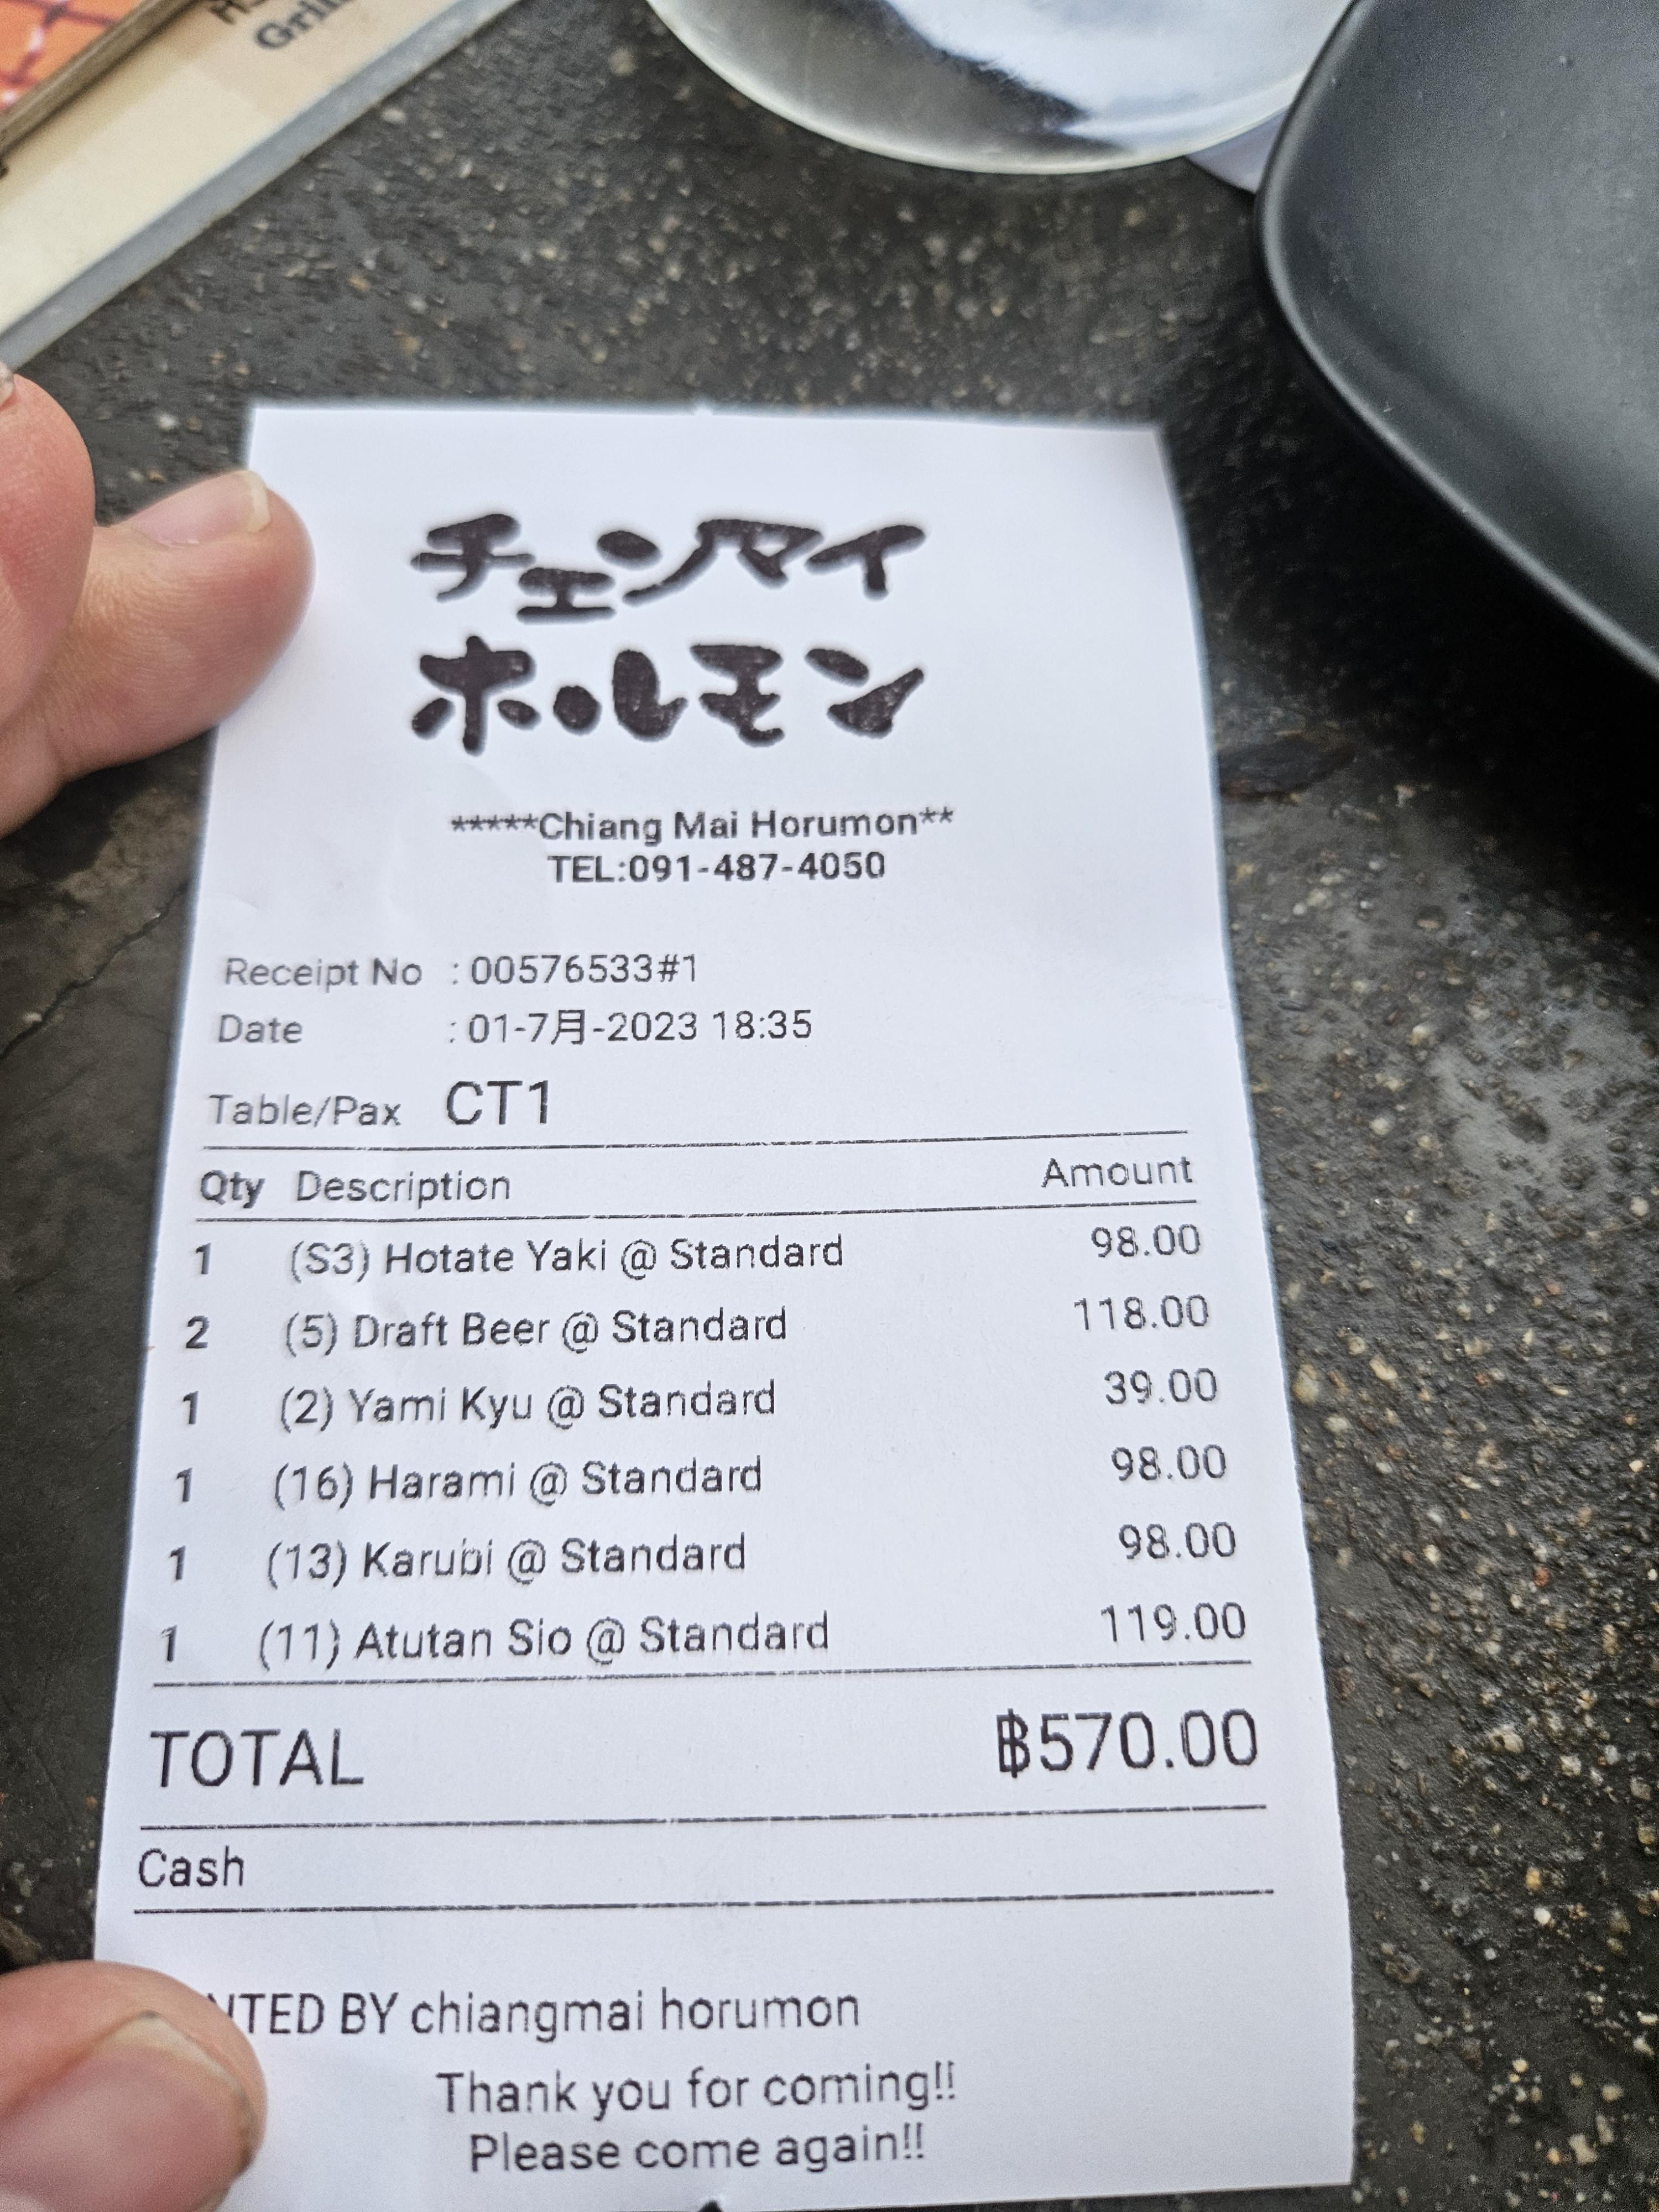 Grill
チェンマイ
ホルモン
*****Chiang Mai Horumon**
TEL:091-487-4050
Receipt No : 00576533#1
Date : 01-7月-2023 18:35
Table/Pax CT1
Qty Description Amount
1 (S3) Hotate Yaki @ Standard 98.00
2 (5) Draft Beer @ Standard 118.00
1 (2) Yami Kyu @ Standard 39.00
1 (16) Harami @ Standard 98.00
1 (13) Karubi @ Standard 98.00
1 (11) Atutan Sio @ Standard 119.00
TOTAL ฿570.00
Cash
NTED BY chiangmai horumon
Thank you for coming!!
Please come again!!